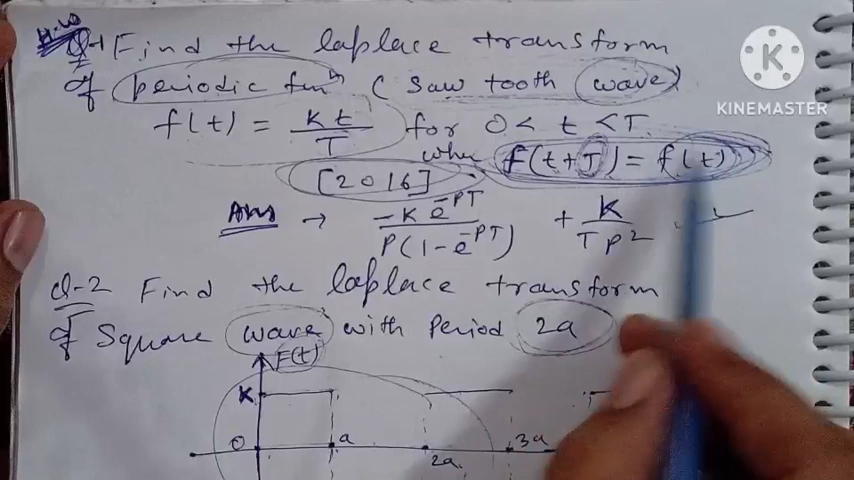 H.W
Q-1 Find the laplace transform
of periodic funⁿ (Saw tooth wave)
f(t) = Kt/T for 0 < t < T.
when f(t+T) = f(t)
[2016]
Ans → -K e^-PT / P(1-e^-PT) + K / TP²
Q-2 Find the laplace transform
of Square wave with Period 2a
F(t)
K
0 a 2a 3a
K
KINEMASTER